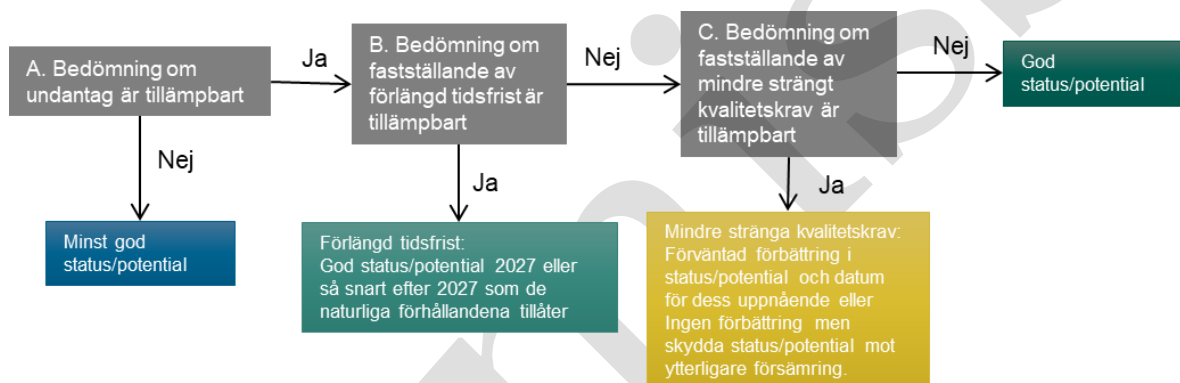 A. Bedömning om
undantag är tillämpbart
Ja
Nej
Minst god
status/potential
B. Bedömning om
fastställande av
förlängd tidsfrist är
tillämpbart
Nej
Ja
Förlängd tidsfrist:
God status/potential 2027 eller
så snart efter 2027 som de
naturliga förhållandena tillåter
C. Bedömning om
fastställande av
mindre strängt
kvalitetskrav är
tillämpbart
Nej
Ja
Mindre stränga kvalitetskrav:
Förväntad förbättring i
status/potential och datum
för dess uppnående eller
Ingen förbättring men
skydda status/potential mot
ytterligare försämring.
God
status/potential